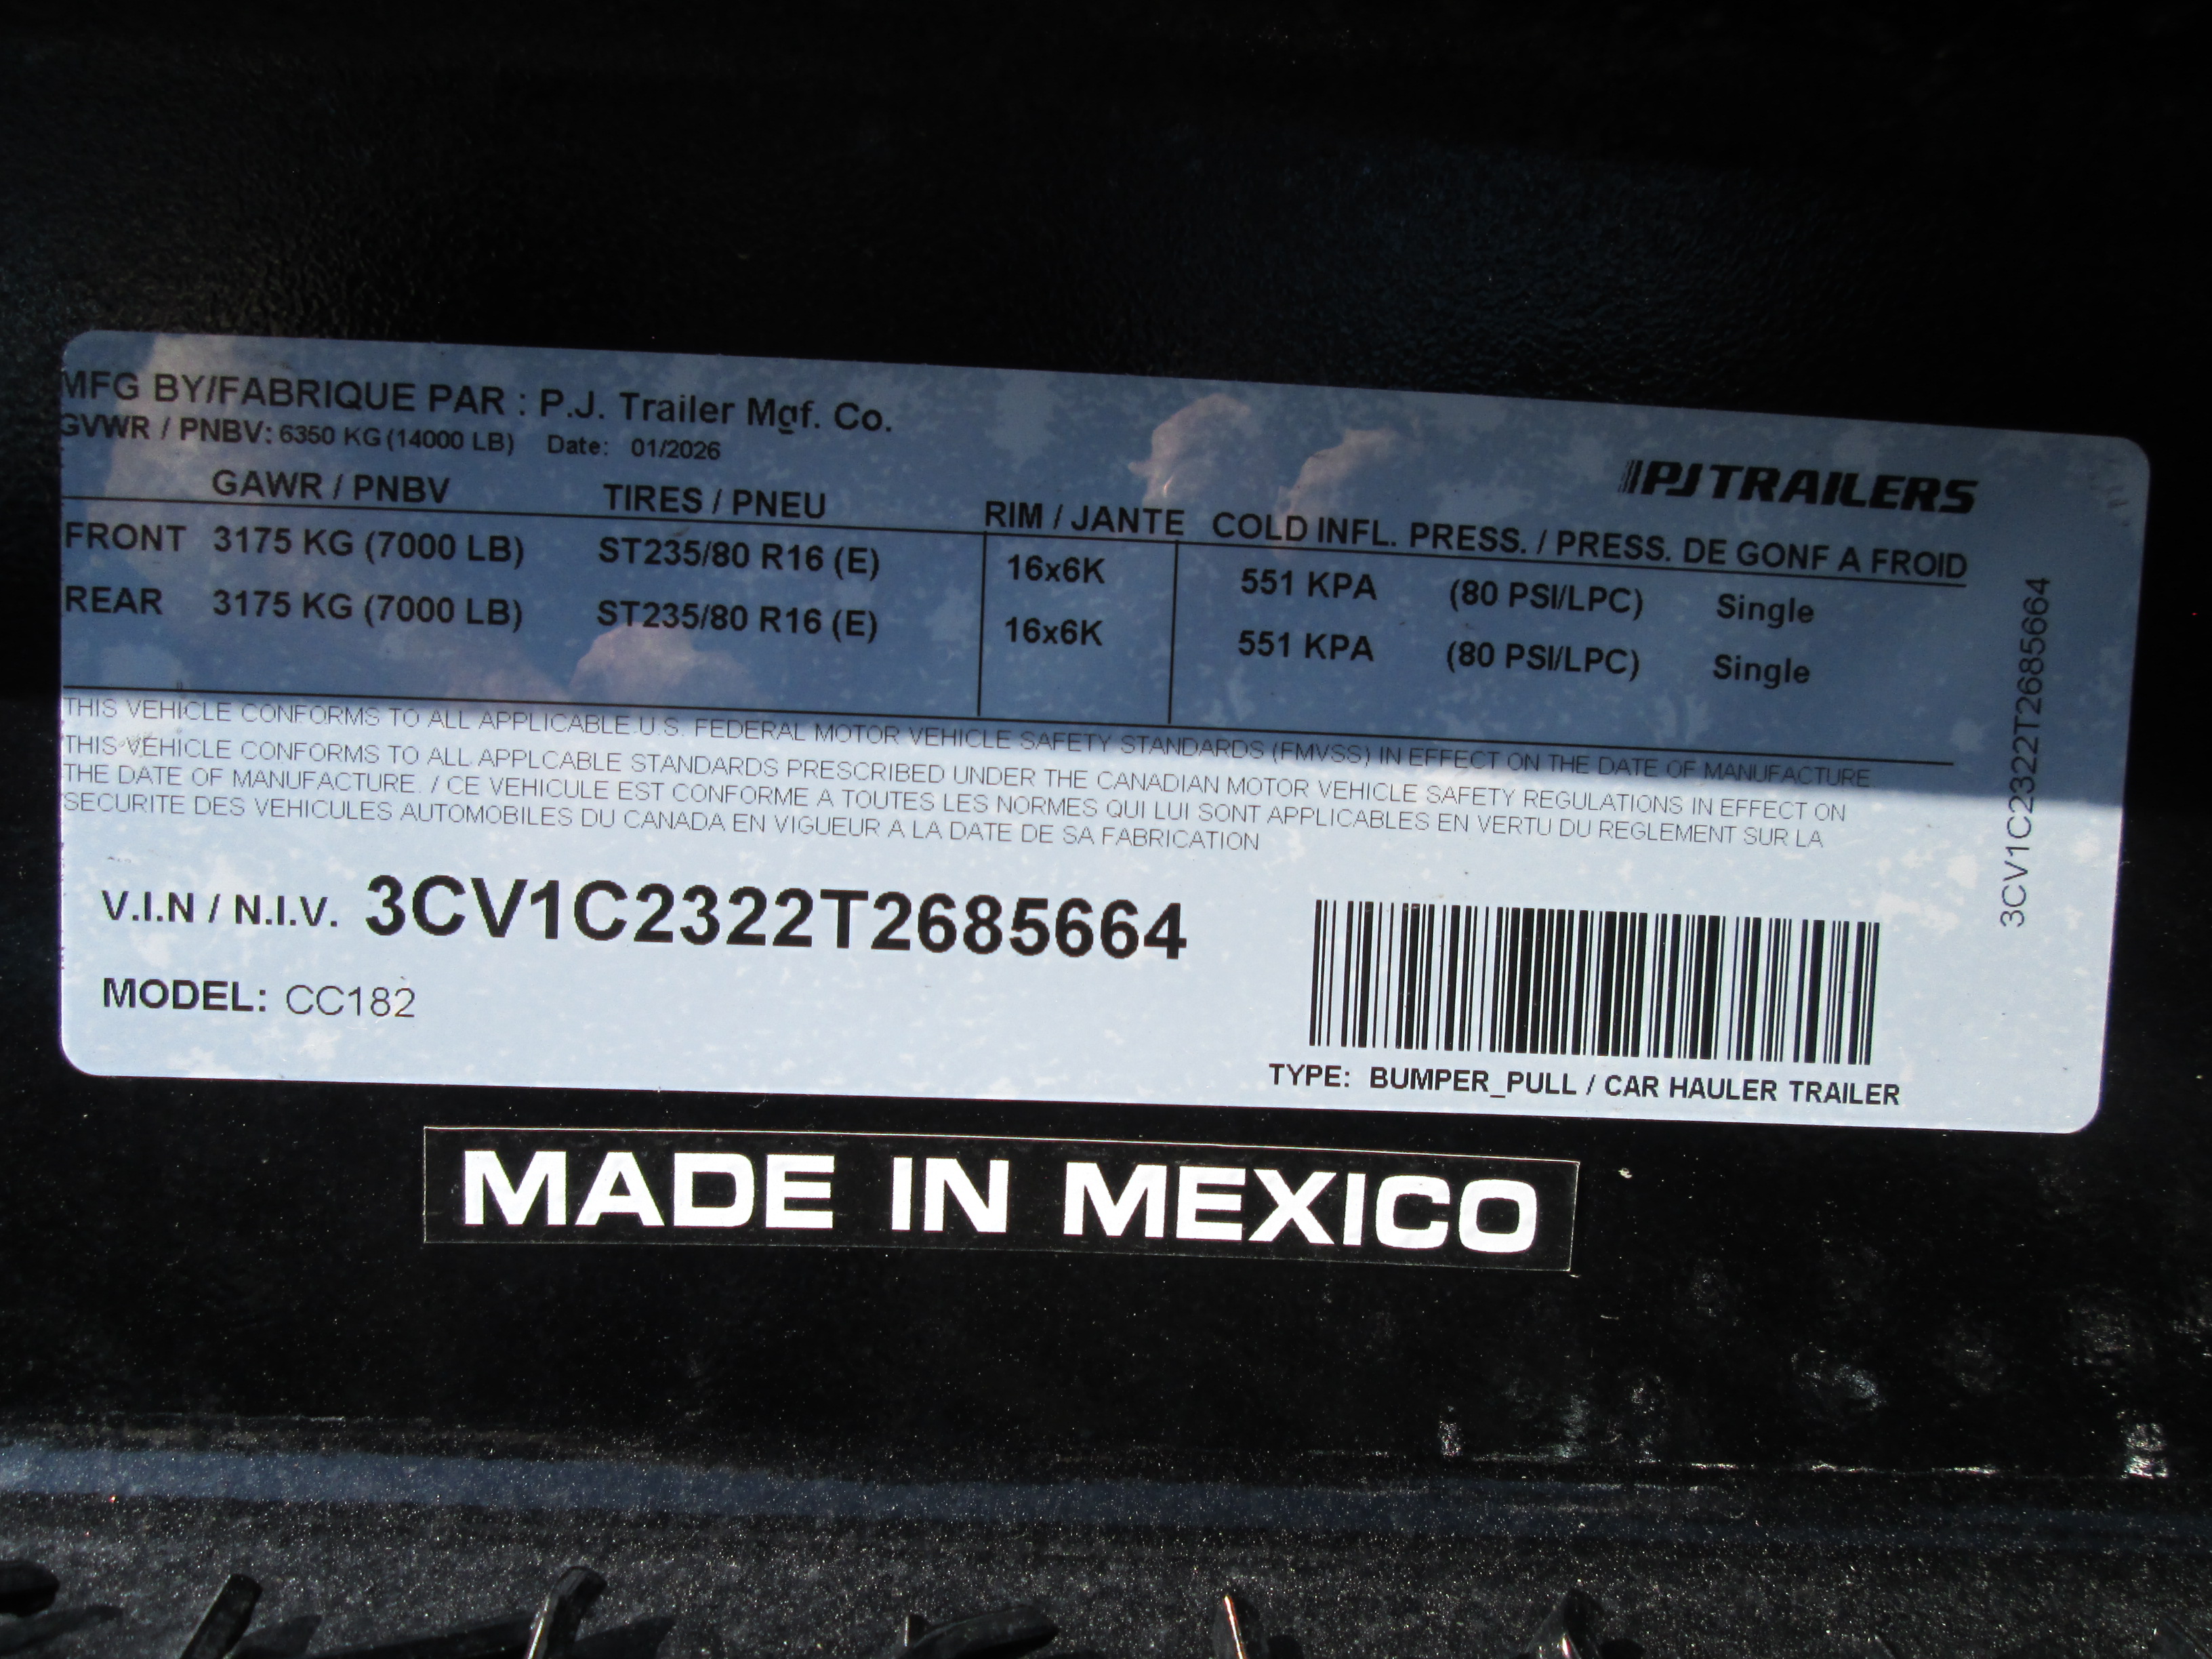 MFG BY/FABRIQUE PAR : P.J. Trailer Mgf. Co.
GVWR / PNBV: 6350 KG (14000 LB) Date: 01/2026
PJTRAILERS
GAWR / PNBV TIRES / PNEU RIM / JANTE COLD INFL. PRESS. / PRESS. DE GONF A FROID
FRONT 3175 KG (7000 LB) ST235/80 R16 (E) 16x6K 551 KPA (80 PSI/LPC) Single
REAR 3175 KG (7000 LB) ST235/80 R16 (E) 16x6K 551 KPA (80 PSI/LPC) Single
THIS VEHICLE CONFORMS TO ALL APPLICABLE U.S. FEDERAL MOTOR VEHICLE SAFETY STANDARDS (FMVSS) IN EFFECT ON THE DATE OF MANUFACTURE
THIS VEHICLE CONFORMS TO ALL APPLCABLE STANDARDS PRESCRIBED UNDER THE CANADIAN MOTOR VEHICLE SAFETY REGULATIONS IN EFFECT ON
THE DATE OF MANUFACTURE. / CE VEHICULE EST CONFORME A TOUTES LES NORMES QUI LUI SONT APPLICABLES EN VERTU DU REGLEMENT SUR LA
SECURITE DES VEHICULES AUTOMOBILES DU CANADA EN VIGUEUR A LA DATE DE SA FABRICATION
V.I.N / N.I.V. 3CV1C2322T2685664
MODEL: CC182
TYPE: BUMPER_PULL / CAR HAULER TRAILER
3CV1C2322T2685664
MADE IN MEXICO